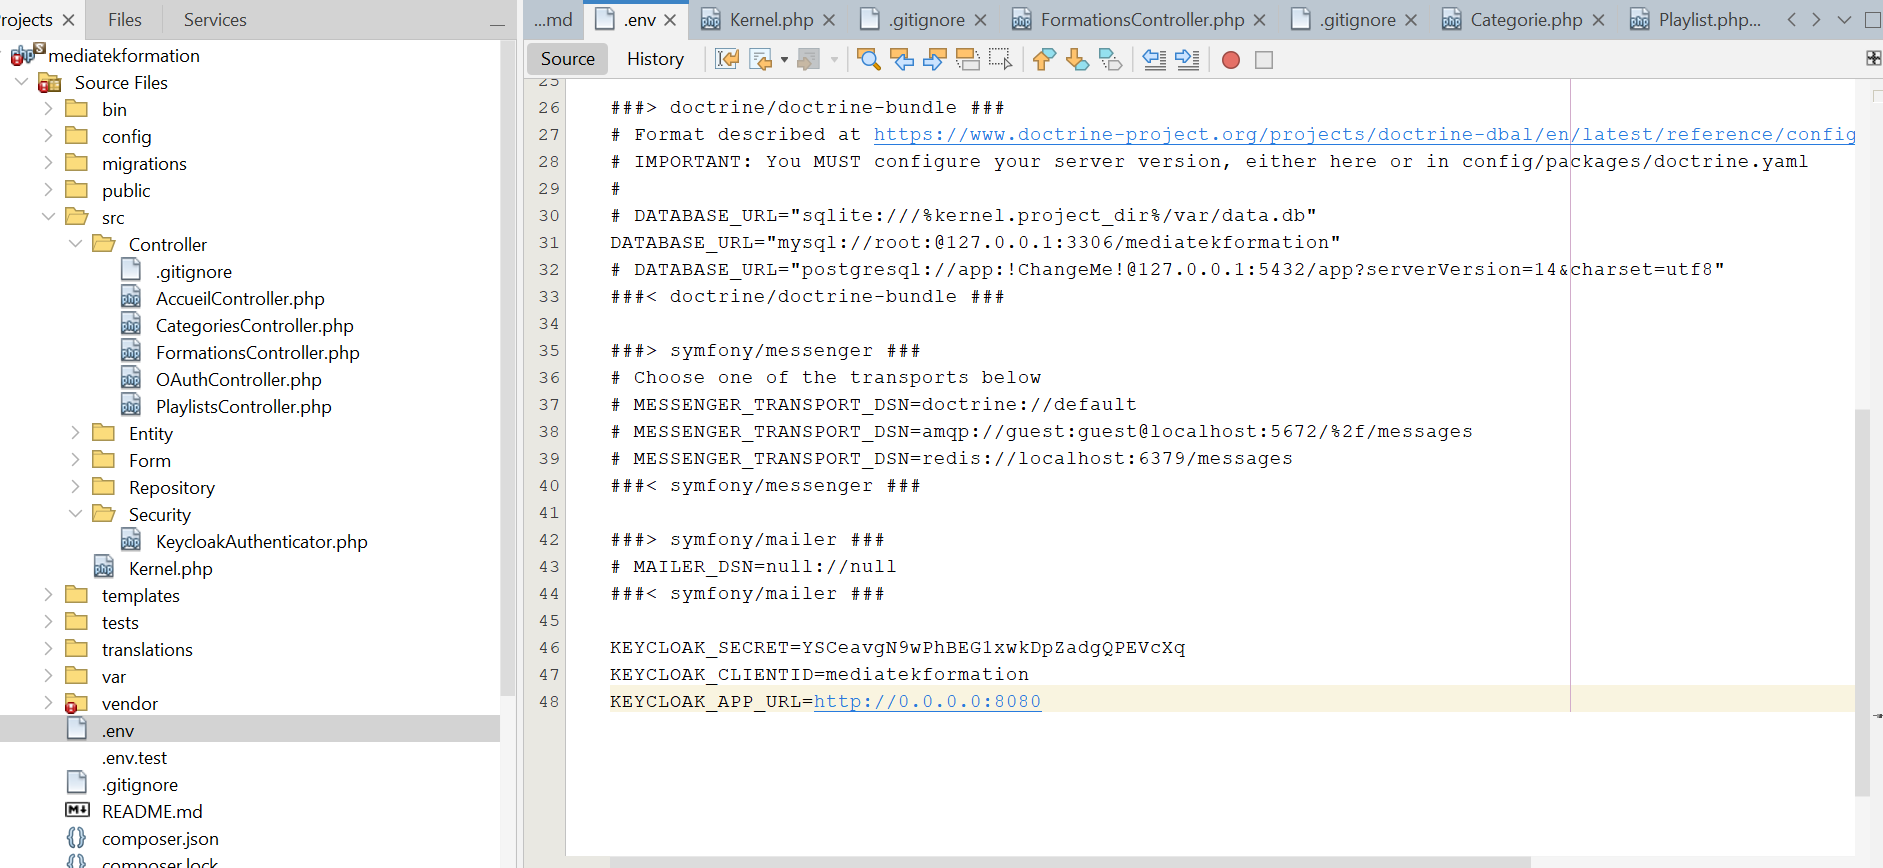 rojects
Files
Services
mediatekformation
Source Files
bin
config
migrations
public
src
Controller
.gitignore
AccueilController.php
CategoriesController.php
FormationsController.php
OAuthController.php
PlaylistsController.php
Entity
Form
Repository
Security
KeycloakAuthenticator.php
Kernel.php
templates
tests
translations
var
vendor
.env
.env.test
.gitignore
README.md
composer.json
composer.lock
...md
.env
Kernel.php
.gitignore
FormationsController.php
.gitignore
Categorie.php
Playlist.php...
Source
History
25
26 ###> doctrine/doctrine-bundle ###
27 # Format described at https://www.doctrine-project.org/projects/doctrine-dbal/en/latest/reference/config
28 # IMPORTANT: You MUST configure your server version, either here or in config/packages/doctrine.yaml
29 #
30 # DATABASE_URL="sqlite:///%kernel.project_dir%/var/data.db"
31 DATABASE_URL="mysql://root:@127.0.0.1:3306/mediatekformation"
32 # DATABASE_URL="postgresql://app:!ChangeMe!@127.0.0.1:5432/app?serverVersion=14&charset=utf8"
33 ###< doctrine/doctrine-bundle ###
34
35 ###> symfony/messenger ###
36 # Choose one of the transports below
37 # MESSENGER_TRANSPORT_DSN=doctrine://default
38 # MESSENGER_TRANSPORT_DSN=amqp://guest:guest@localhost:5672/%2f/messages
39 # MESSENGER_TRANSPORT_DSN=redis://localhost:6379/messages
40 ###< symfony/messenger ###
41
42 ###> symfony/mailer ###
43 # MAILER_DSN=null://null
44 ###< symfony/mailer ###
45
46 KEYCLOAK_SECRET=YSCeavgN9wPhBEG1xwkDpZadgQPEVcXq
47 KEYCLOAK_CLIENTID=mediatekformation
48 KEYCLOAK_APP_URL=http://0.0.0.0:8080